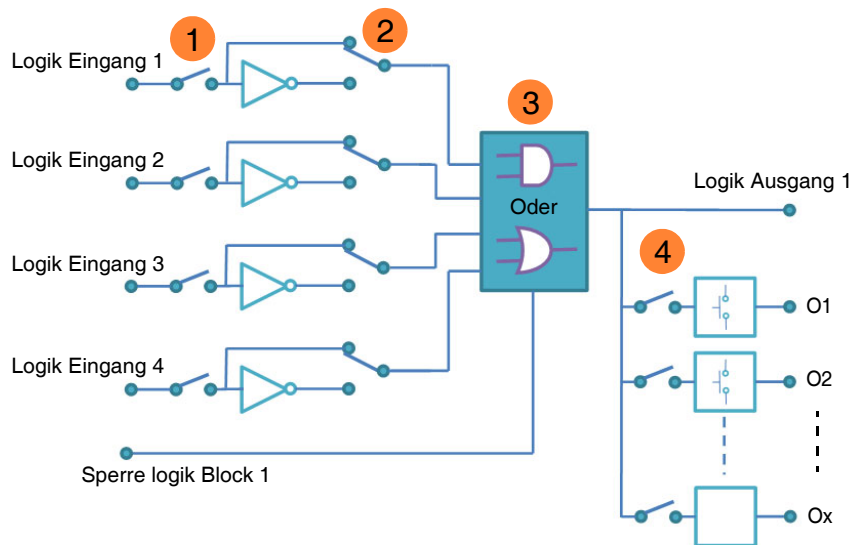 1
2
Logik Eingang 1
3
Logik Eingang 2
Logik Ausgang 1
Oder
Logik Eingang 3
4
O1
Logik Eingang 4
O2
Sperre logik Block 1
Ox